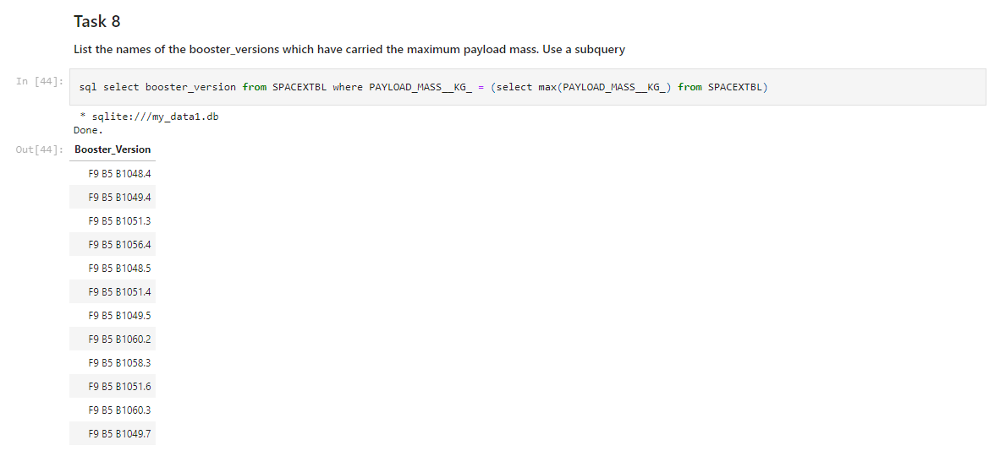 Task 8
List the names of the booster_versions which have carried the maximum payload mass. Use a subquery
In [44]: sql select booster_version from SPACEXTBL where PAYLOAD_MASS__KG_ = (select max(PAYLOAD_MASS__KG_) from SPACEXTBL)
* sqlite:///my_data1.db
Done.
Out[44]: Booster_Version
F9 B5 B1048.4
F9 B5 B1049.4
F9 B5 B1051.3
F9 B5 B1056.4
F9 B5 B1048.5
F9 B5 B1051.4
F9 B5 B1049.5
F9 B5 B1060.2
F9 B5 B1058.3
F9 B5 B1051.6
F9 B5 B1060.3
F9 B5 B1049.7